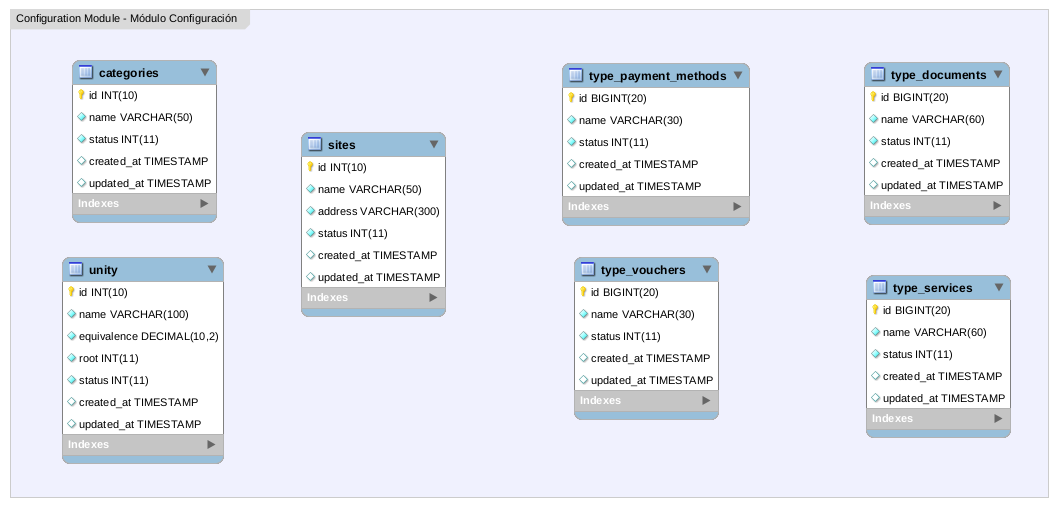 Configuration Module - Módulo Configuración
categories
id INT(10)
name VARCHAR(50)
status INT(11)
created_at TIMESTAMP
updated_at TIMESTAMP
Indexes
unity
id INT(10)
name VARCHAR(100)
equivalence DECIMAL(10,2)
root INT(11)
status INT(11)
created_at TIMESTAMP
updated_at TIMESTAMP
Indexes
sites
id INT(10)
name VARCHAR(50)
address VARCHAR(300)
status INT(11)
created_at TIMESTAMP
updated_at TIMESTAMP
Indexes
type_payment_methods
id BIGINT(20)
name VARCHAR(30)
status INT(11)
created_at TIMESTAMP
updated_at TIMESTAMP
Indexes
type_vouchers
id BIGINT(20)
name VARCHAR(30)
status INT(11)
created_at TIMESTAMP
updated_at TIMESTAMP
Indexes
type_documents
id BIGINT(20)
name VARCHAR(60)
status INT(11)
created_at TIMESTAMP
updated_at TIMESTAMP
Indexes
type_services
id BIGINT(20)
name VARCHAR(60)
status INT(11)
created_at TIMESTAMP
updated_at TIMESTAMP
Indexes